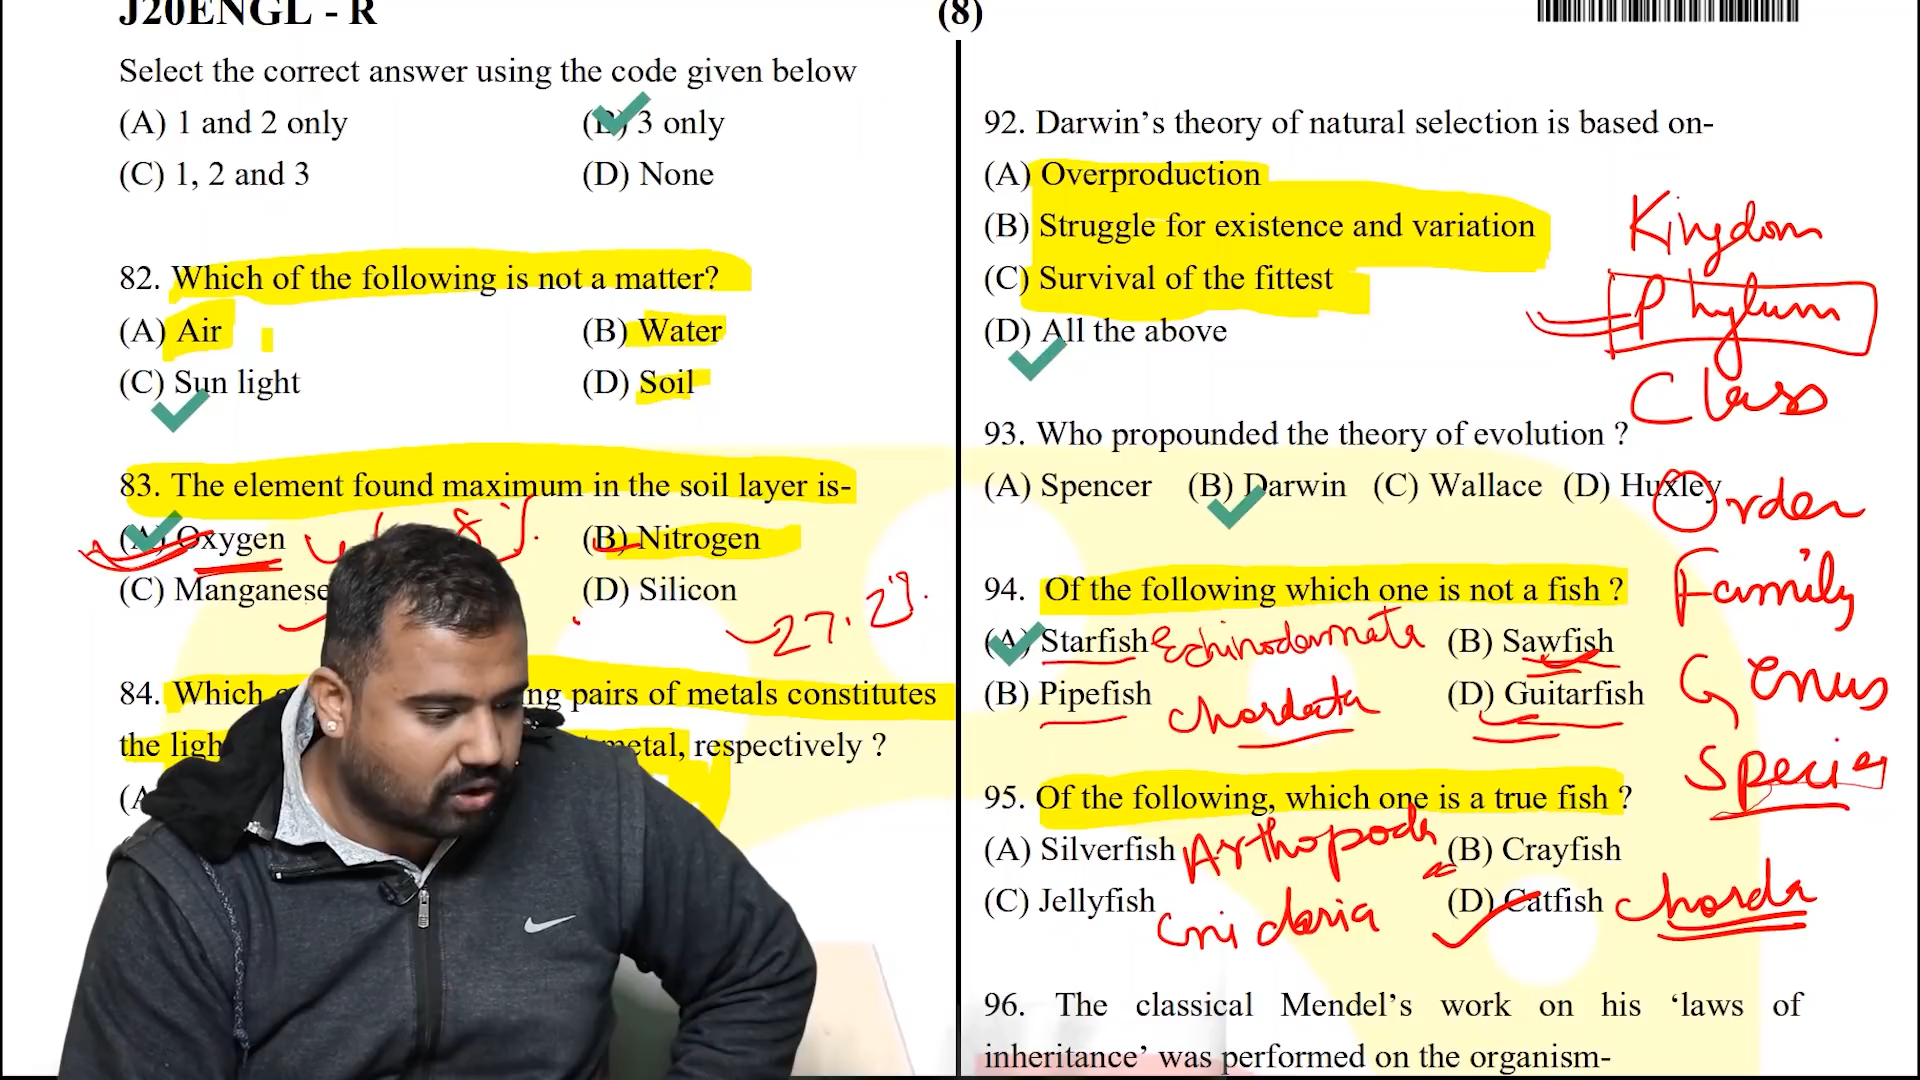 J20ENGL - R
(8)
Select the correct answer using the code given below
(A) 1 and 2 only
(B) 3 only
(C) 1, 2 and 3
(D) None
82. Which of the following is not a matter?
(A) Air
(B) Water
(C) Sun light
(D) Soil
83. The element found maximum in the soil layer is-
(A) Oxygen
(B) Nitrogen
(C) Manganese
(D) Silicon
27.2%
84. Which
pairs of metals constitutes
the
metal, respectively ?
92. Darwin’s theory of natural selection is based on-
(A) Overproduction
(B) Struggle for existence and variation
(C) Survival of the fittest
(D) All the above
Kingdom
Phylum
Class
Order
Family
Genus
Species
93. Who propounded the theory of evolution ?
(A) Spencer (B) Darwin (C) Wallace (D) Huxley
94. Of the following which one is not a fish ?
(A) Starfish Echinodermata (B) Sawfish
(B) Pipefish Chordata (D) Guitarfish
95. Of the following, which one is a true fish ?
(A) Silverfish Arthopoda (B) Crayfish
(C) Jellyfish Cnidaria (D) Catfish Chorda
96. The classical Mendel’s work on his ‘laws of
inheritance’ was performed on the organism-